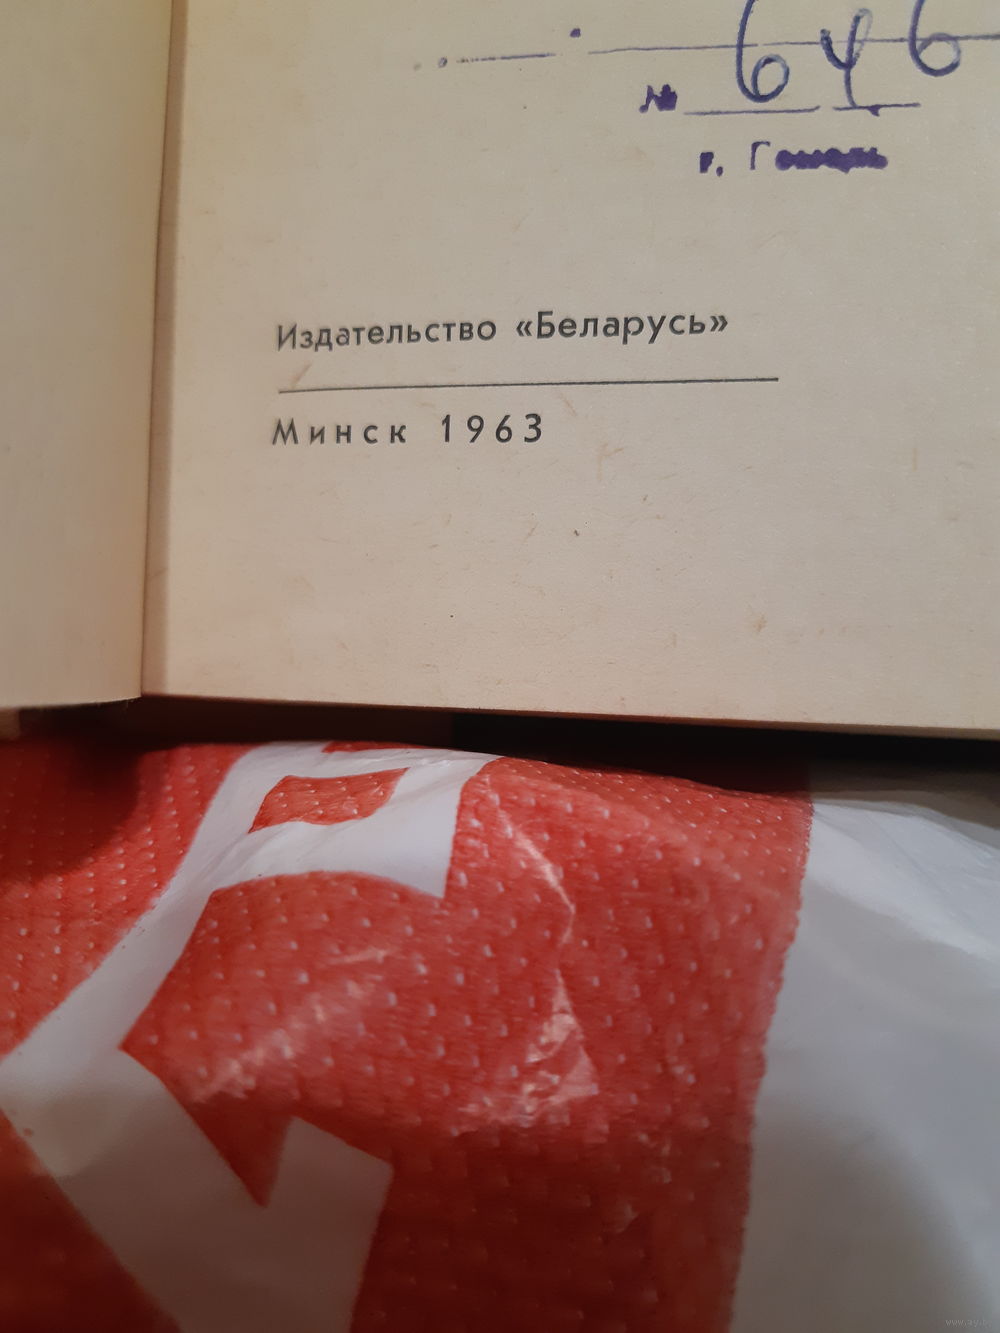 № 646
г. Гомель
Издательство «Беларусь»
Минск 1963